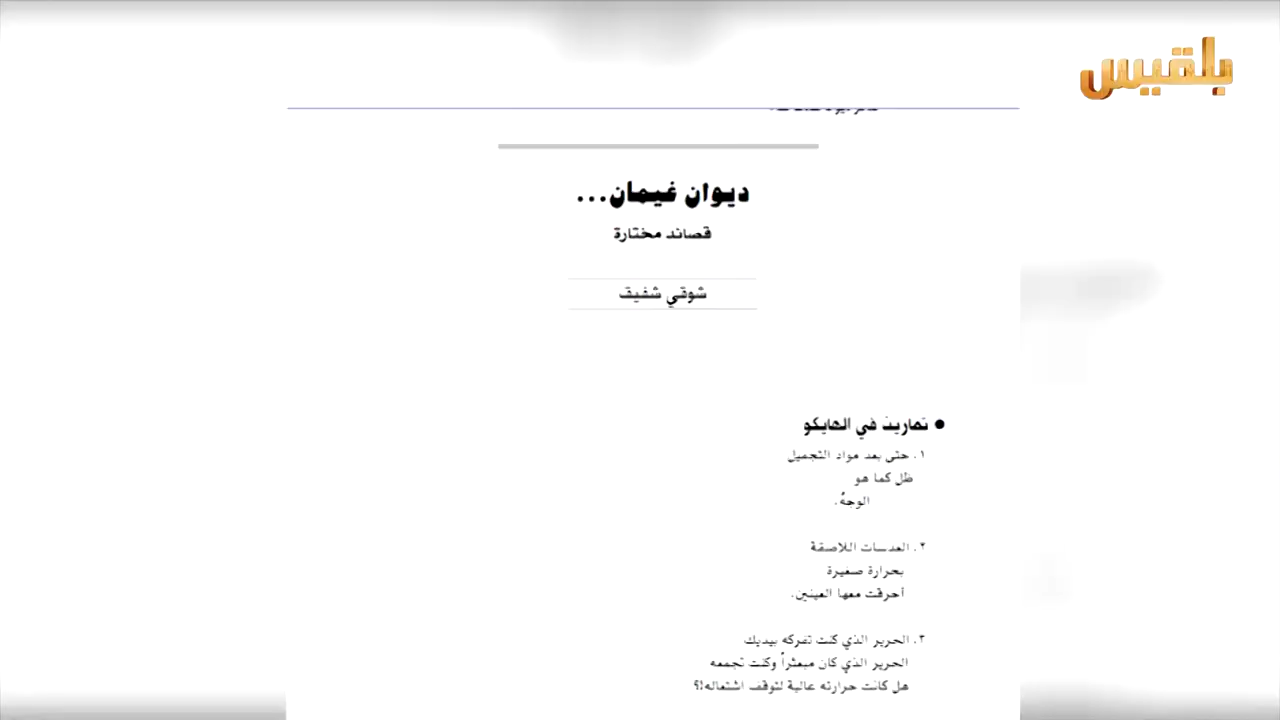 بلقيس
ديوان غيمان...
قصائد مختارة
شوقي شفيق
● تمارين في الهايكو
١. حتى بعد مواد التجميل
ظل كما هو
الوجهُ.
٢. العدسات اللاصقة
بحرارة صغيرة
أحرقت معها العينين.
٣. الحرير الذي كنت تفركه بيديك
الحرير الذي كان مبعثراً وكنت تجمعه
هل كانت حرارته عالية لتوقف اشتعاله!؟